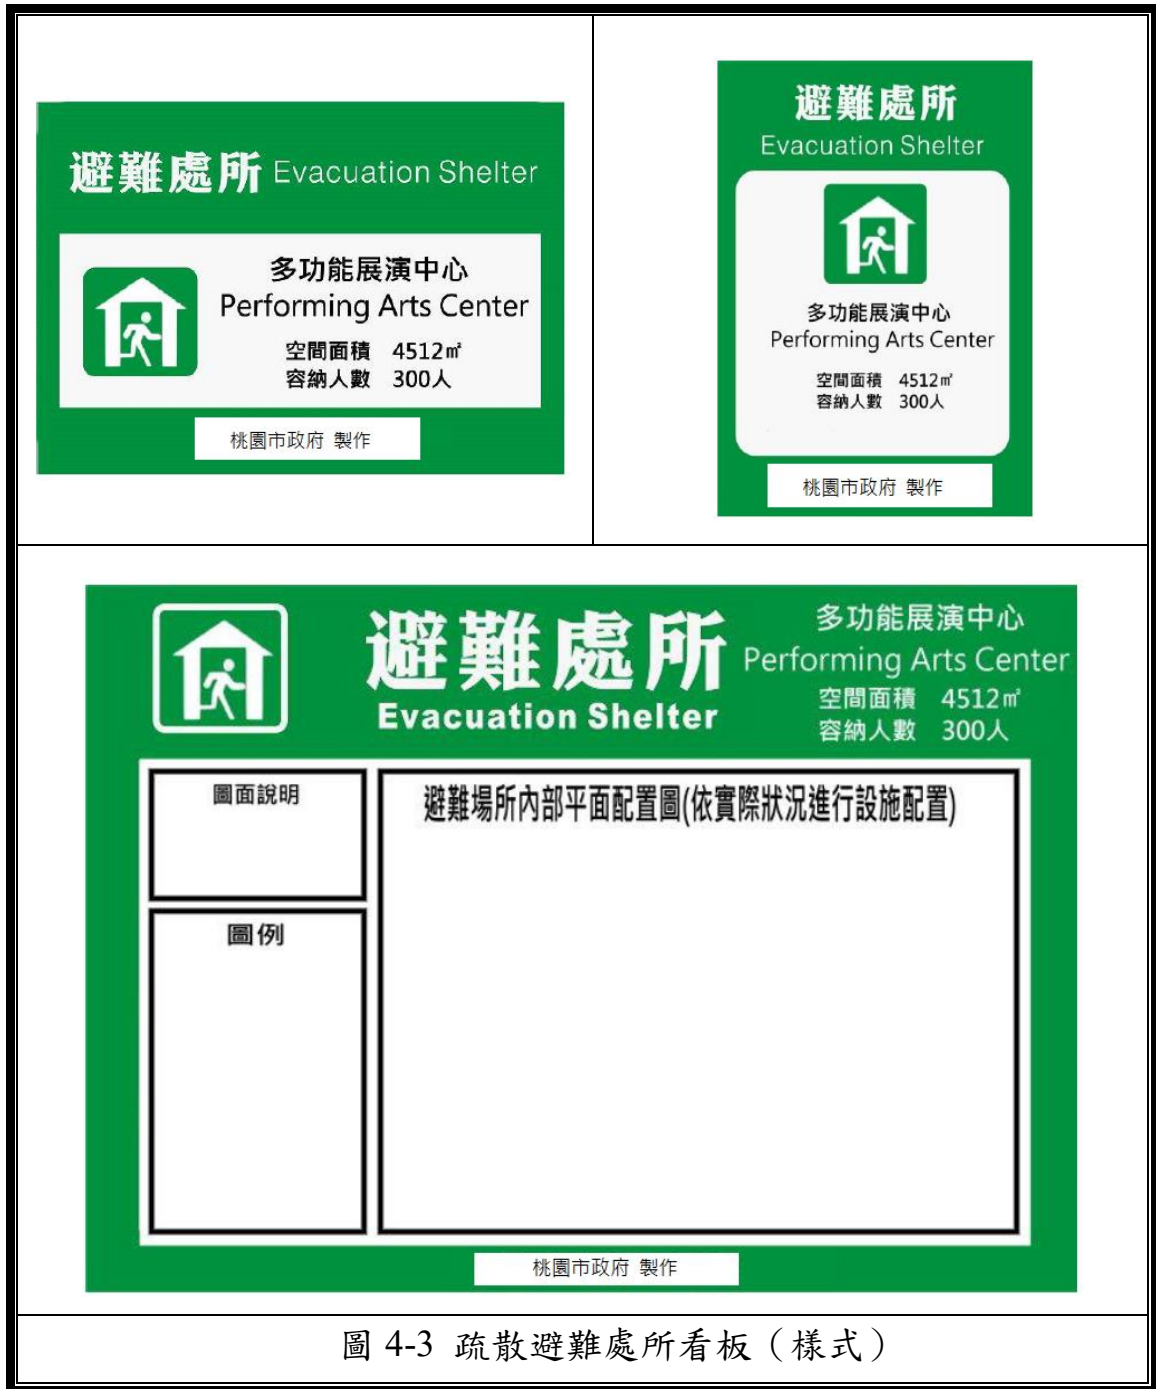 避難處所 Evacuation Shelter
多功能展演中心
Performing Arts Center
空間面積 4512㎡
容納人數 300人
桃園市政府 製作
避難處所
Evacuation Shelter
多功能展演中心
Performing Arts Center
空間面積 4512㎡
容納人數 300人
桃園市政府 製作
避難處所
Evacuation Shelter
多功能展演中心
Performing Arts Center
空間面積 4512㎡
容納人數 300人
圖面說明
圖例
避難場所內部平面配置圖(依實際狀況進行設施配置)
桃園市政府 製作
圖 4-3 疏散避難處所看板（樣式）